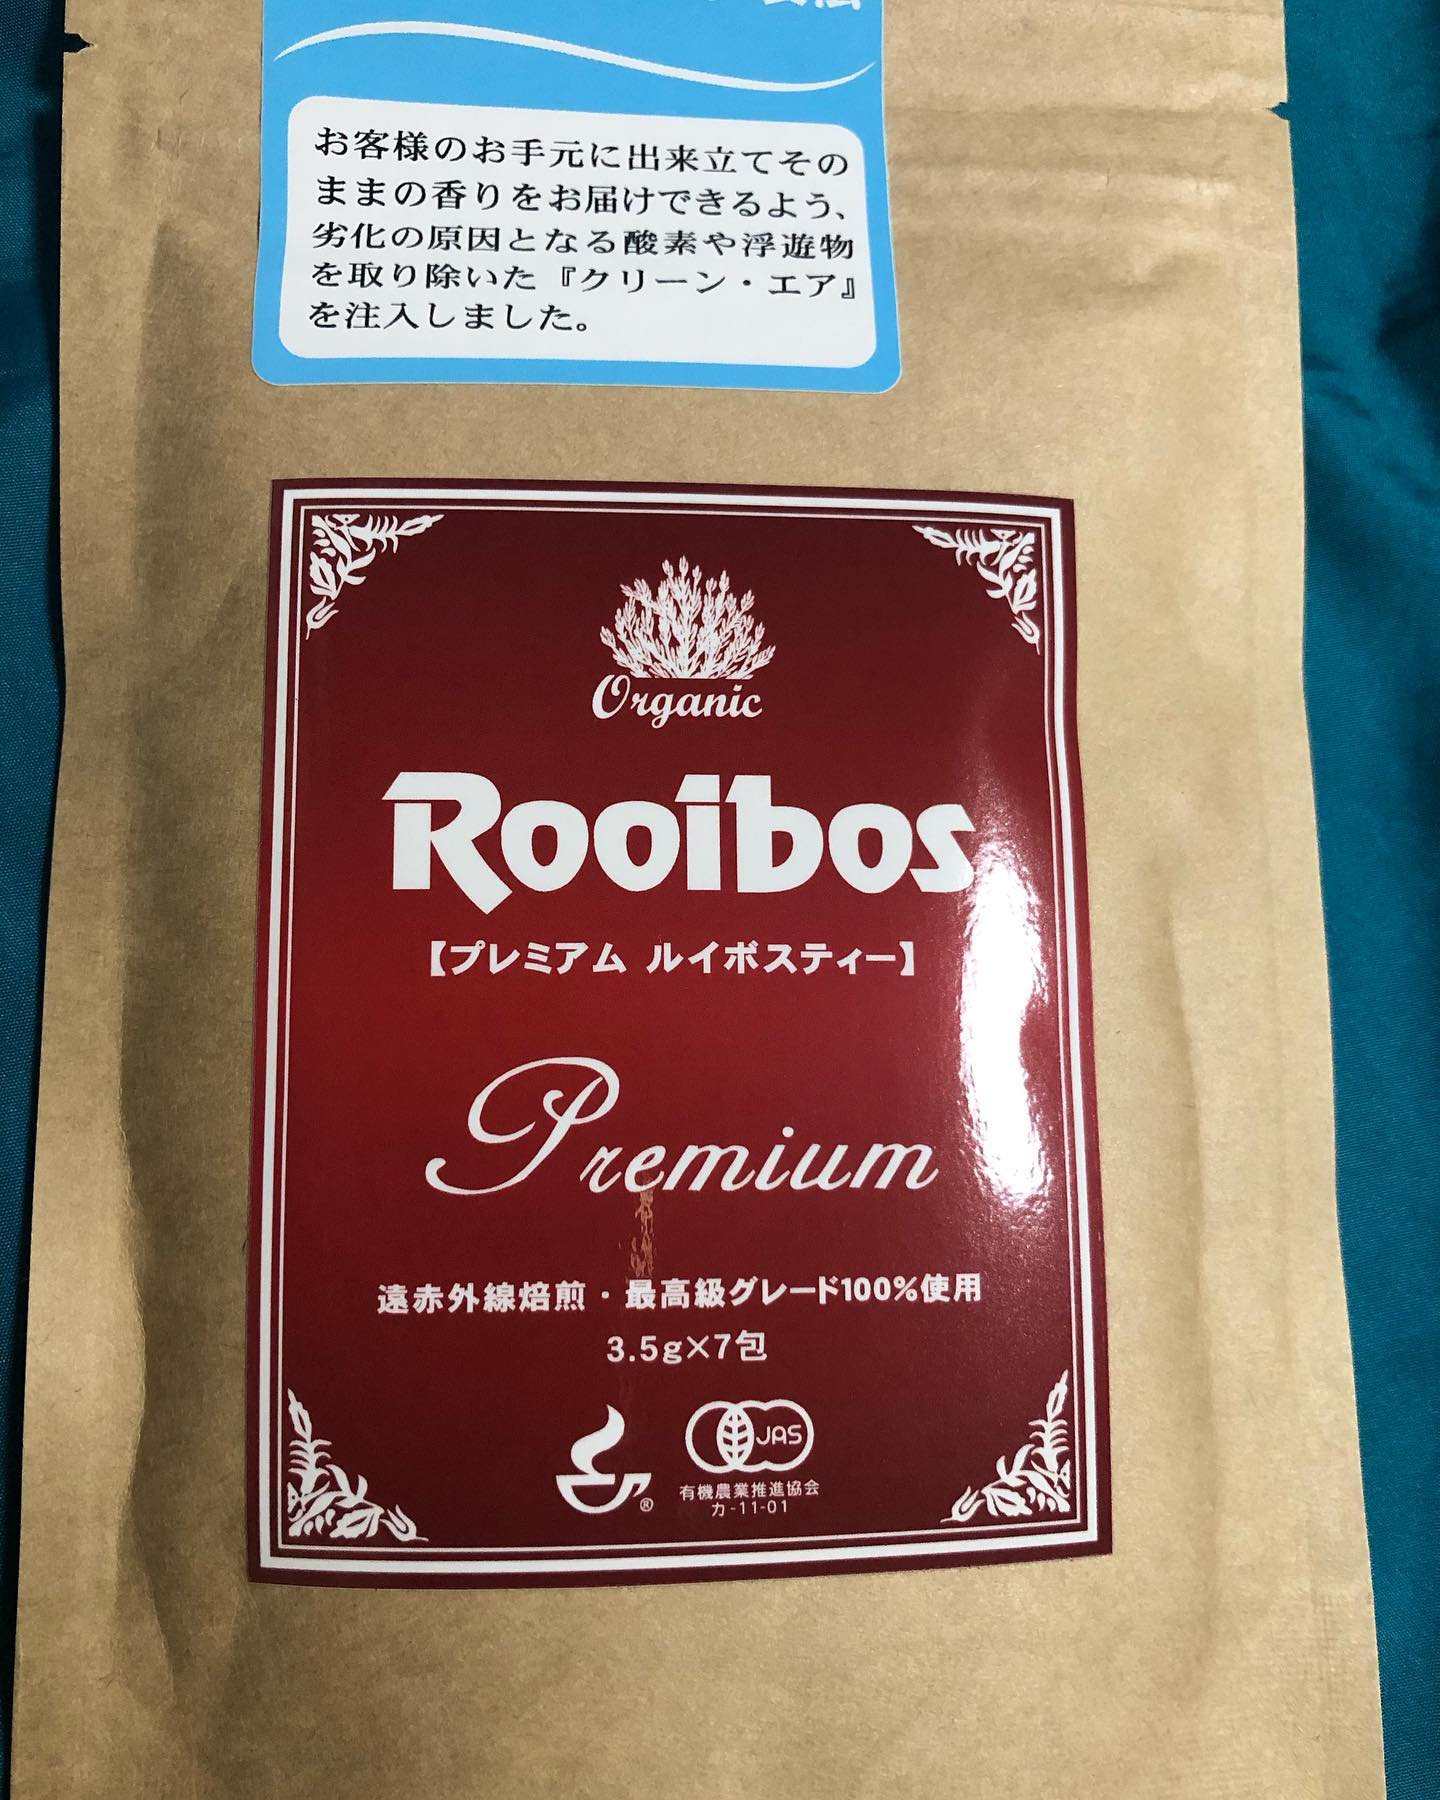 お客様のお手元に出来立てその
ままの香りをお届けできるよう、
劣化の原因となる酸素や浮遊物
を取り除いた『クリーン・エア』
を注入しました。
Organic
Rooibos
【プレミアム ルイボスティー】
Premium
遠赤外線焙煎・最高級グレード100%使用
3.5g×7包
®
JAS
有機農業推進協会
カ-11-01